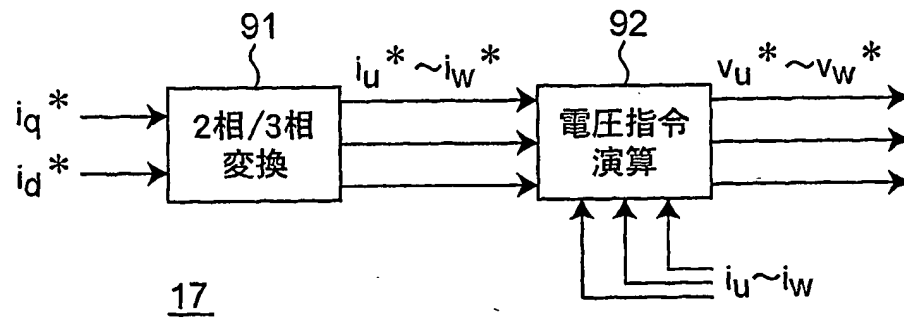 91
92
i_u*~i_w*
v_u*~v_w*
i_q*
i_d*
2相/3相
変換
電圧指令
演算
i_u~i_w
17